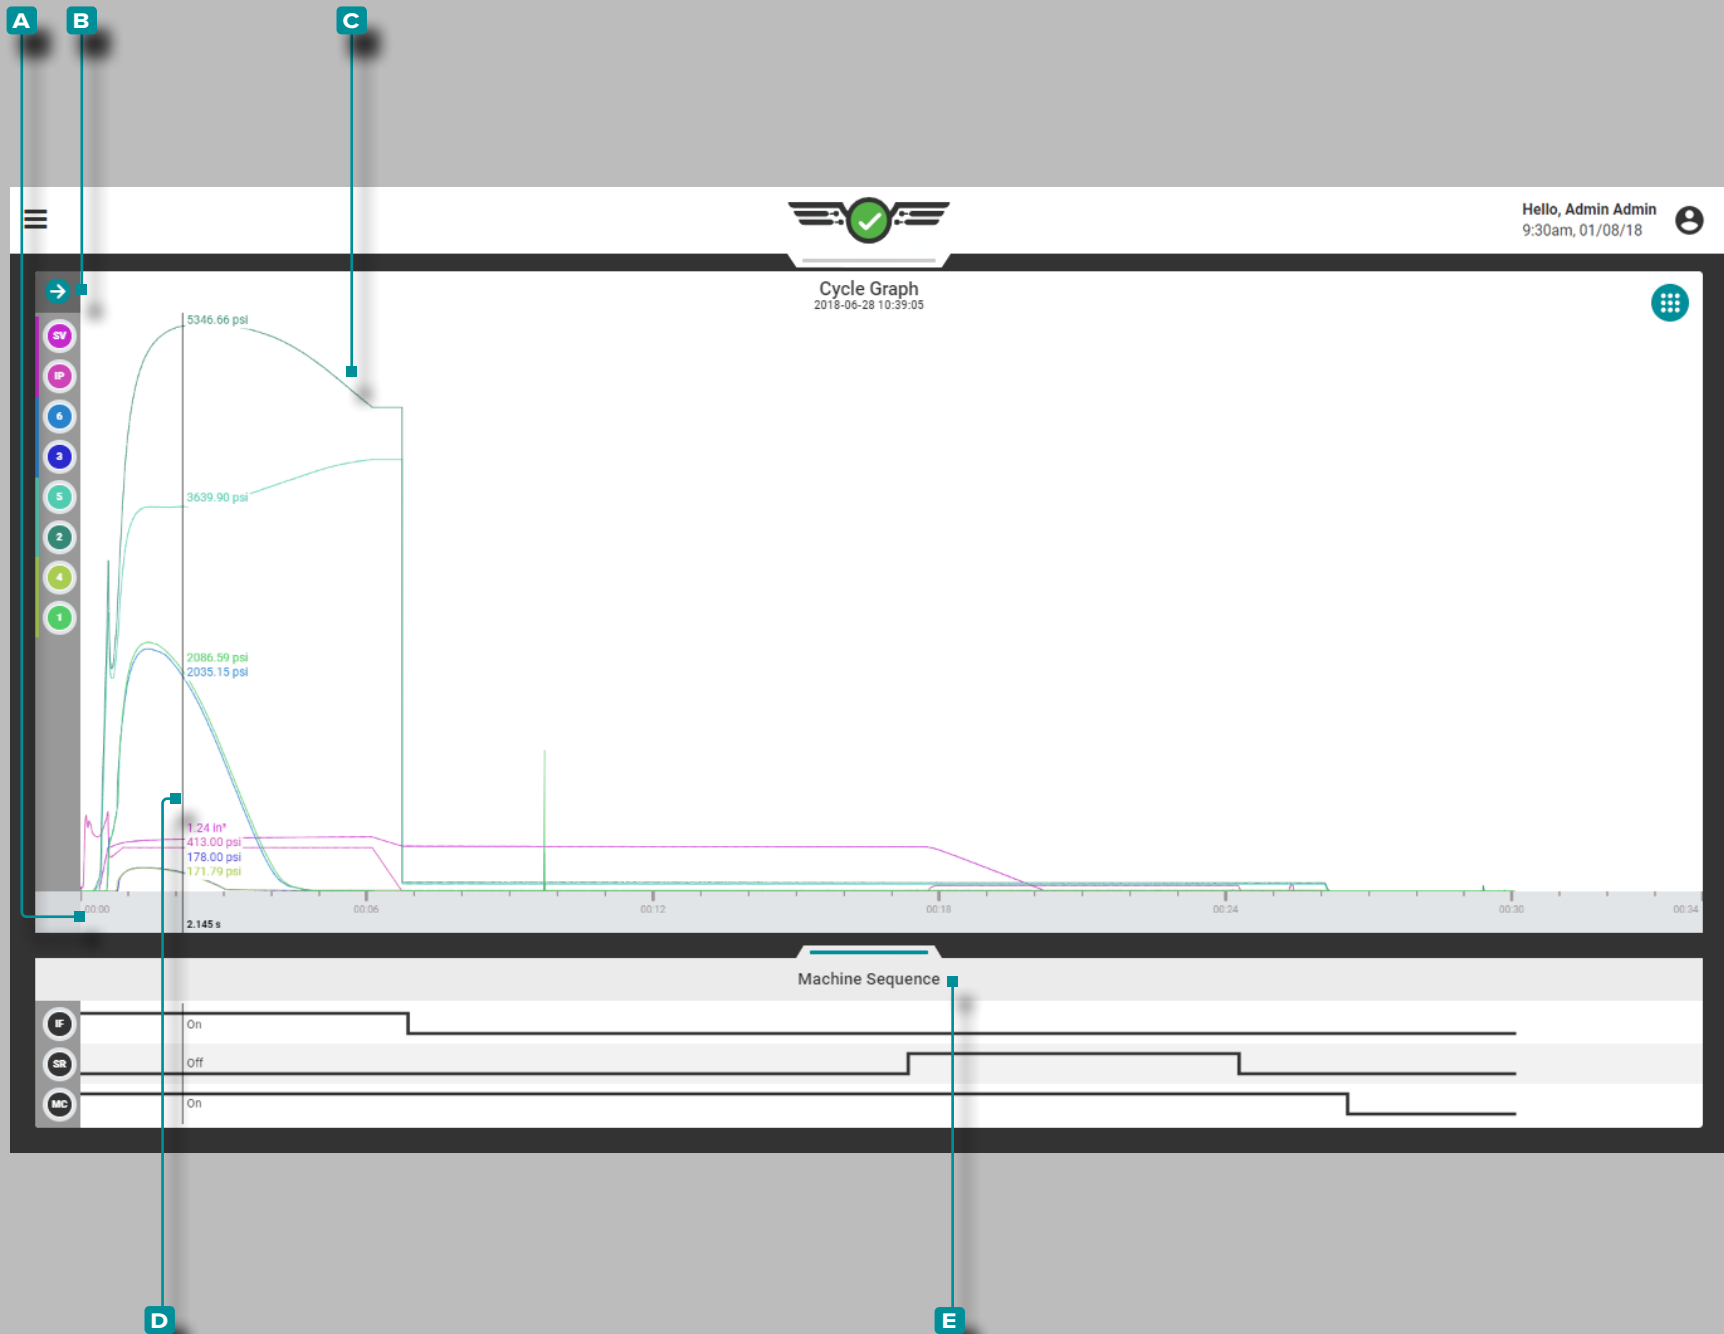 A
B
C
Hello, Admin Admin
9:30am, 01/08/18
Cycle Graph
2018-06-28 10:39:05
SV
IP
6
3
5
2
4
1
5346.66 psi
3639.90 psi
2086.59 psi
2035.15 psi
1.24 in³
413.00 psi
178.00 psi
171.79 psi
00:00
00:06
00:12
00:18
00:24
00:30
00:34
2.145 s
Machine Sequence
IF
On
SR
Off
MC
On
D
E